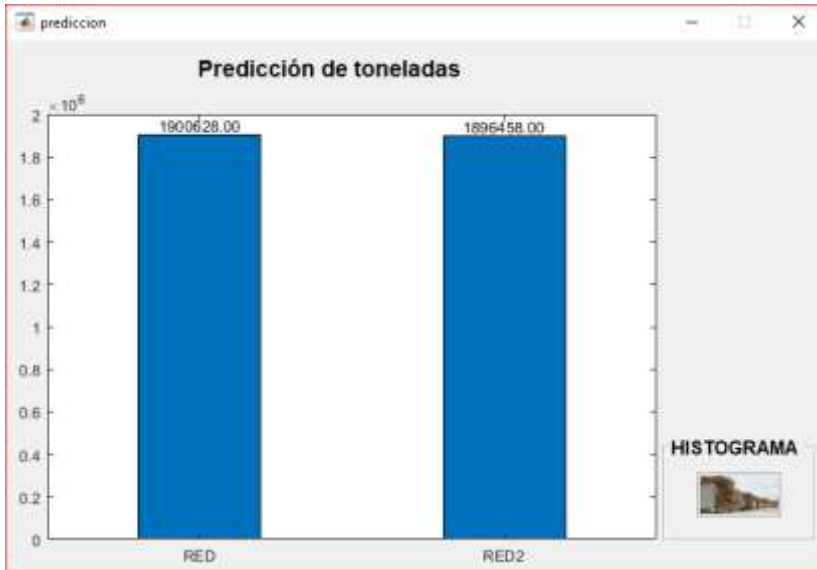 prediccion
Predicción de toneladas
× 10⁶
1900628.00
1896458.00
2
1.8
1.6
1.4
1.2
1
0.8
0.6
0.4
0.2
0
RED
RED2
HISTOGRAMA